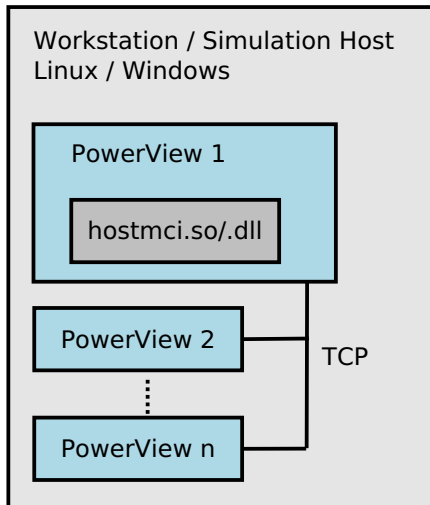 Workstation / Simulation Host
Linux / Windows
PowerView 1
hostmci.so/.dll
PowerView 2
TCP
PowerView n